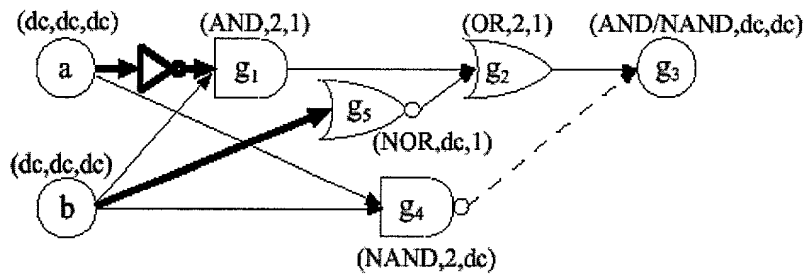 (dc,dc,dc) (AND,2,1) (OR,2,1) (AND/NAND,dc,dc)
a g1 g2 g3
g5
(NOR,dc,1)
(dc,dc,dc)
b g4
(NAND,2,dc)